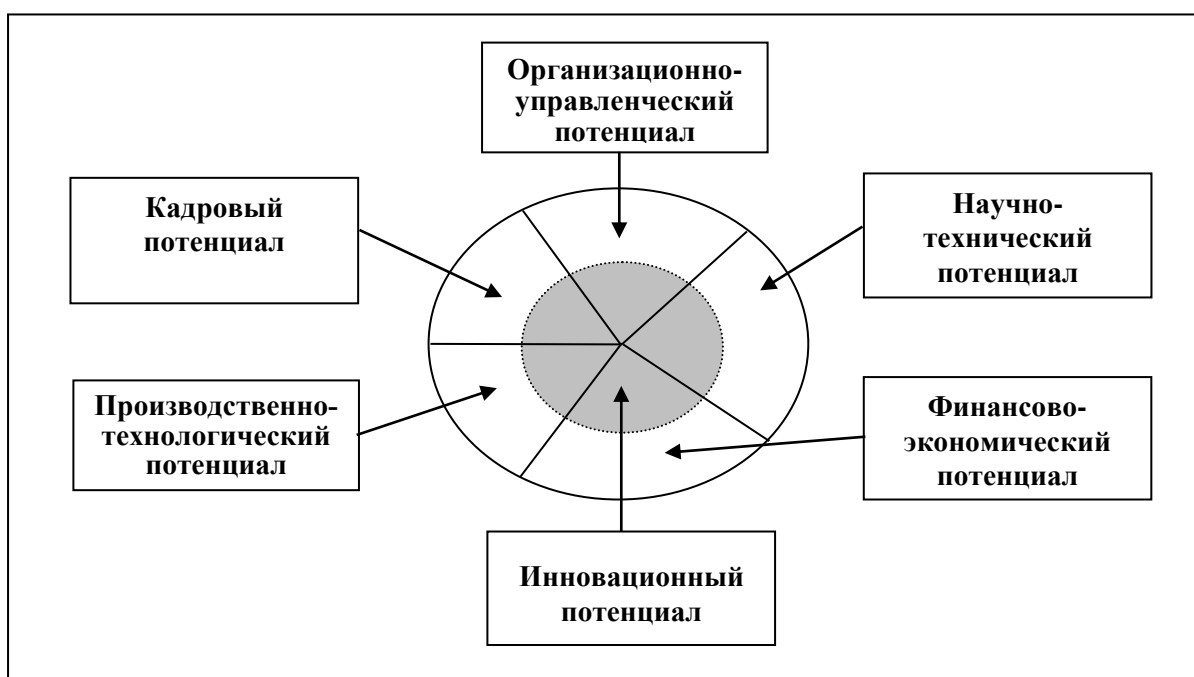 Организационно-
управленческий
потенциал
Кадровый
потенциал
Научно-
технический
потенциал
Производственно-
технологический
потенциал
Финансово-
экономический
потенциал
Инновационный
потенциал